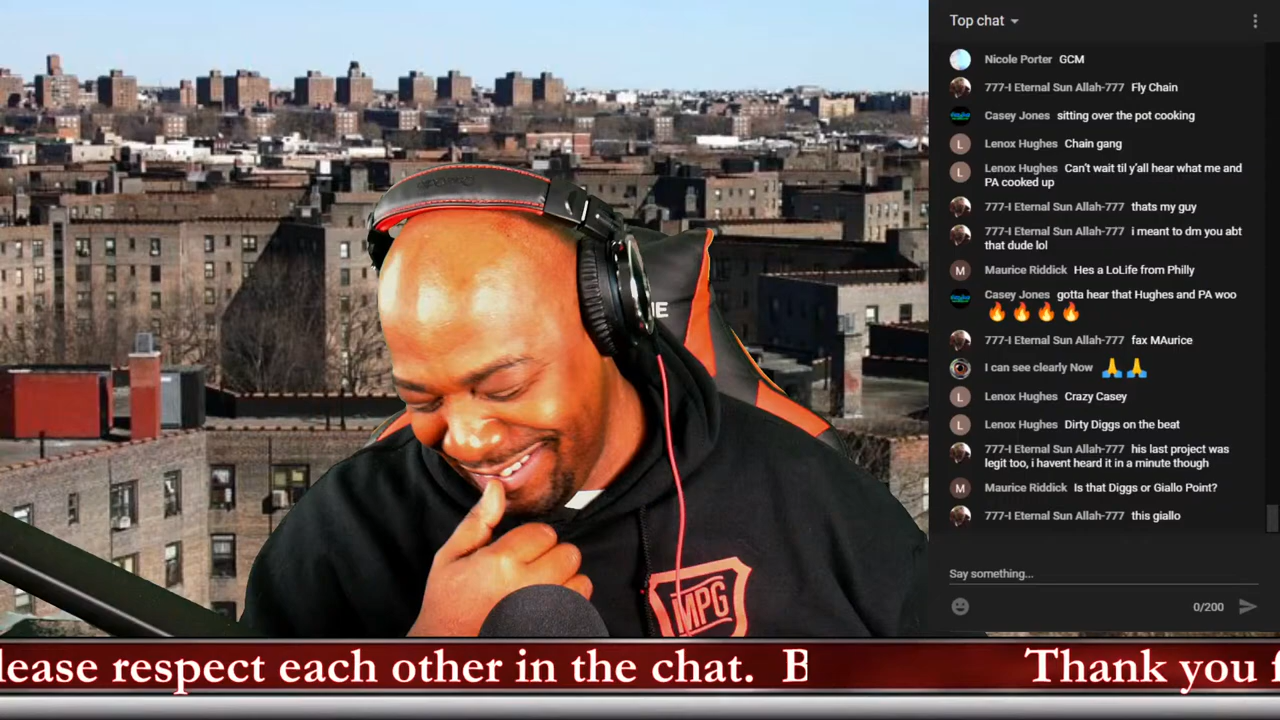 Top chat
Nicole Porter GCM
777-I Eternal Sun Allah-777 Fly Chain
Casey Jones sitting over the pot cooking
Lenox Hughes Chain gang
Lenox Hughes Can't wait til y'all hear what me and
PA cooked up
777-I Eternal Sun Allah-777 thats my guy
777-I Eternal Sun Allah-777 i meant to dm you abt
that dude lol
Maurice Riddick Hes a LoLife from Philly
Casey Jones gotta hear that Hughes and PA woo
🔥🔥🔥🔥
777-I Eternal Sun Allah-777 fax MAurice
I can see clearly Now 🙏🙏
Lenox Hughes Crazy Casey
Lenox Hughes Dirty Diggs on the beat
777-I Eternal Sun Allah-777 his last project was
legit too, i havent heard it in a minute though
Maurice Riddick Is that Diggs or Giallo Point?
777-I Eternal Sun Allah-777 this giallo
Say something...
0/200
MPG
lease respect each other in the chat. B Thank you f